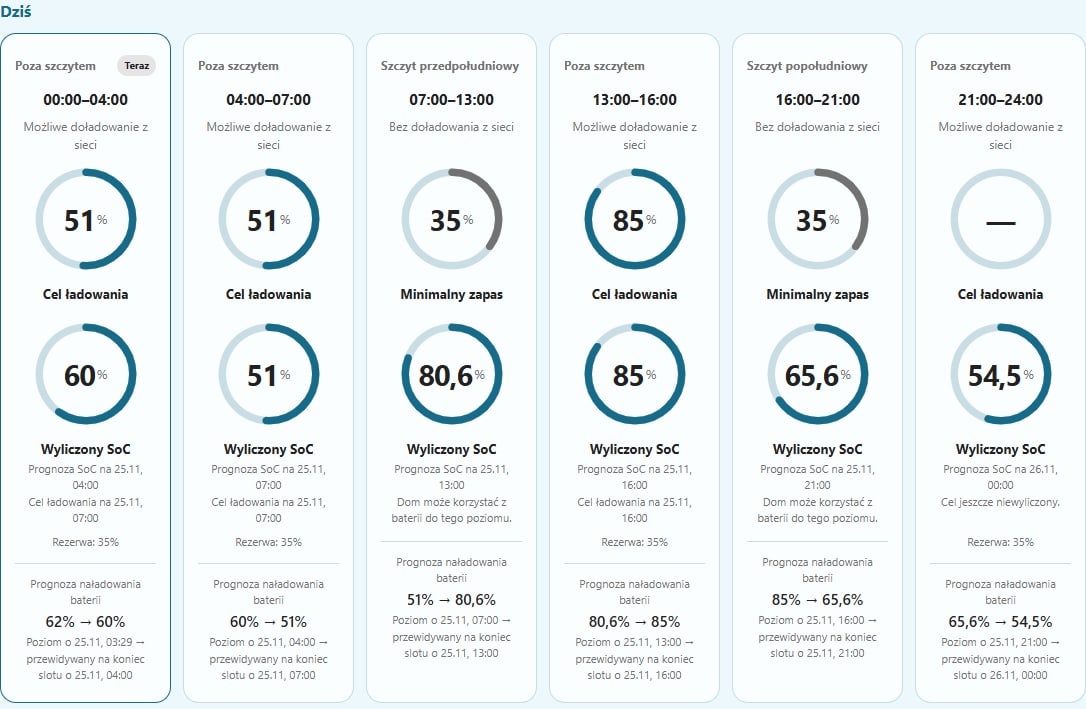 Dziś
Poza szczytem
Teraz
00:00–04:00
Możliwe doładowanie z
sieci
51%
Cel ładowania
60%
Wyliczony SoC
Prognoza SoC na 25.11,
04:00
Cel ładowania na 25.11,
07:00
Rezerwa: 35%
Prognoza naładowania
baterii
62% → 60%
Poziom o 25.11, 03:29 →
przewidywany na koniec
slotu o 25.11, 04:00
Poza szczytem
04:00–07:00
Możliwe doładowanie z
sieci
51%
Cel ładowania
51%
Wyliczony SoC
Prognoza SoC na 25.11,
07:00
Cel ładowania na 25.11,
07:00
Rezerwa: 35%
Prognoza naładowania
baterii
60% → 51%
Poziom o 25.11, 04:00 →
przewidywany na koniec
slotu o 25.11, 07:00
Szczyt przedpołudniowy
07:00–13:00
Bez doładowania z sieci
35%
Minimalny zapas
80,6%
Wyliczony SoC
Prognoza SoC na 25.11,
13:00
Dom może korzystać z
baterii do tego poziomu.
Prognoza naładowania
baterii
51% → 80,6%
Poziom o 25.11, 07:00 →
przewidywany na koniec
slotu o 25.11, 13:00
Poza szczytem
13:00–16:00
Możliwe doładowanie z
sieci
85%
Cel ładowania
85%
Wyliczony SoC
Prognoza SoC na 25.11,
16:00
Cel ładowania na 25.11,
16:00
Rezerwa: 35%
Prognoza naładowania
baterii
80,6% → 85%
Poziom o 25.11, 13:00 →
przewidywany na koniec
slotu o 25.11, 16:00
Szczyt popołudniowy
16:00–21:00
Bez doładowania z sieci
35%
Minimalny zapas
65,6%
Wyliczony SoC
Prognoza SoC na 25.11,
21:00
Dom może korzystać z
baterii do tego poziomu.
Prognoza naładowania
baterii
85% → 65,6%
Poziom o 25.11, 16:00 →
przewidywany na koniec
slotu o 25.11, 21:00
Poza szczytem
21:00–24:00
Możliwe doładowanie z
sieci
—
Cel ładowania
54,5%
Wyliczony SoC
Prognoza SoC na 26.11,
00:00
Cel jeszcze niewyliczony.
Rezerwa: 35%
Prognoza naładowania
baterii
65,6% → 54,5%
Poziom o 25.11, 21:00 →
przewidywany na koniec
slotu o 26.11, 00:00